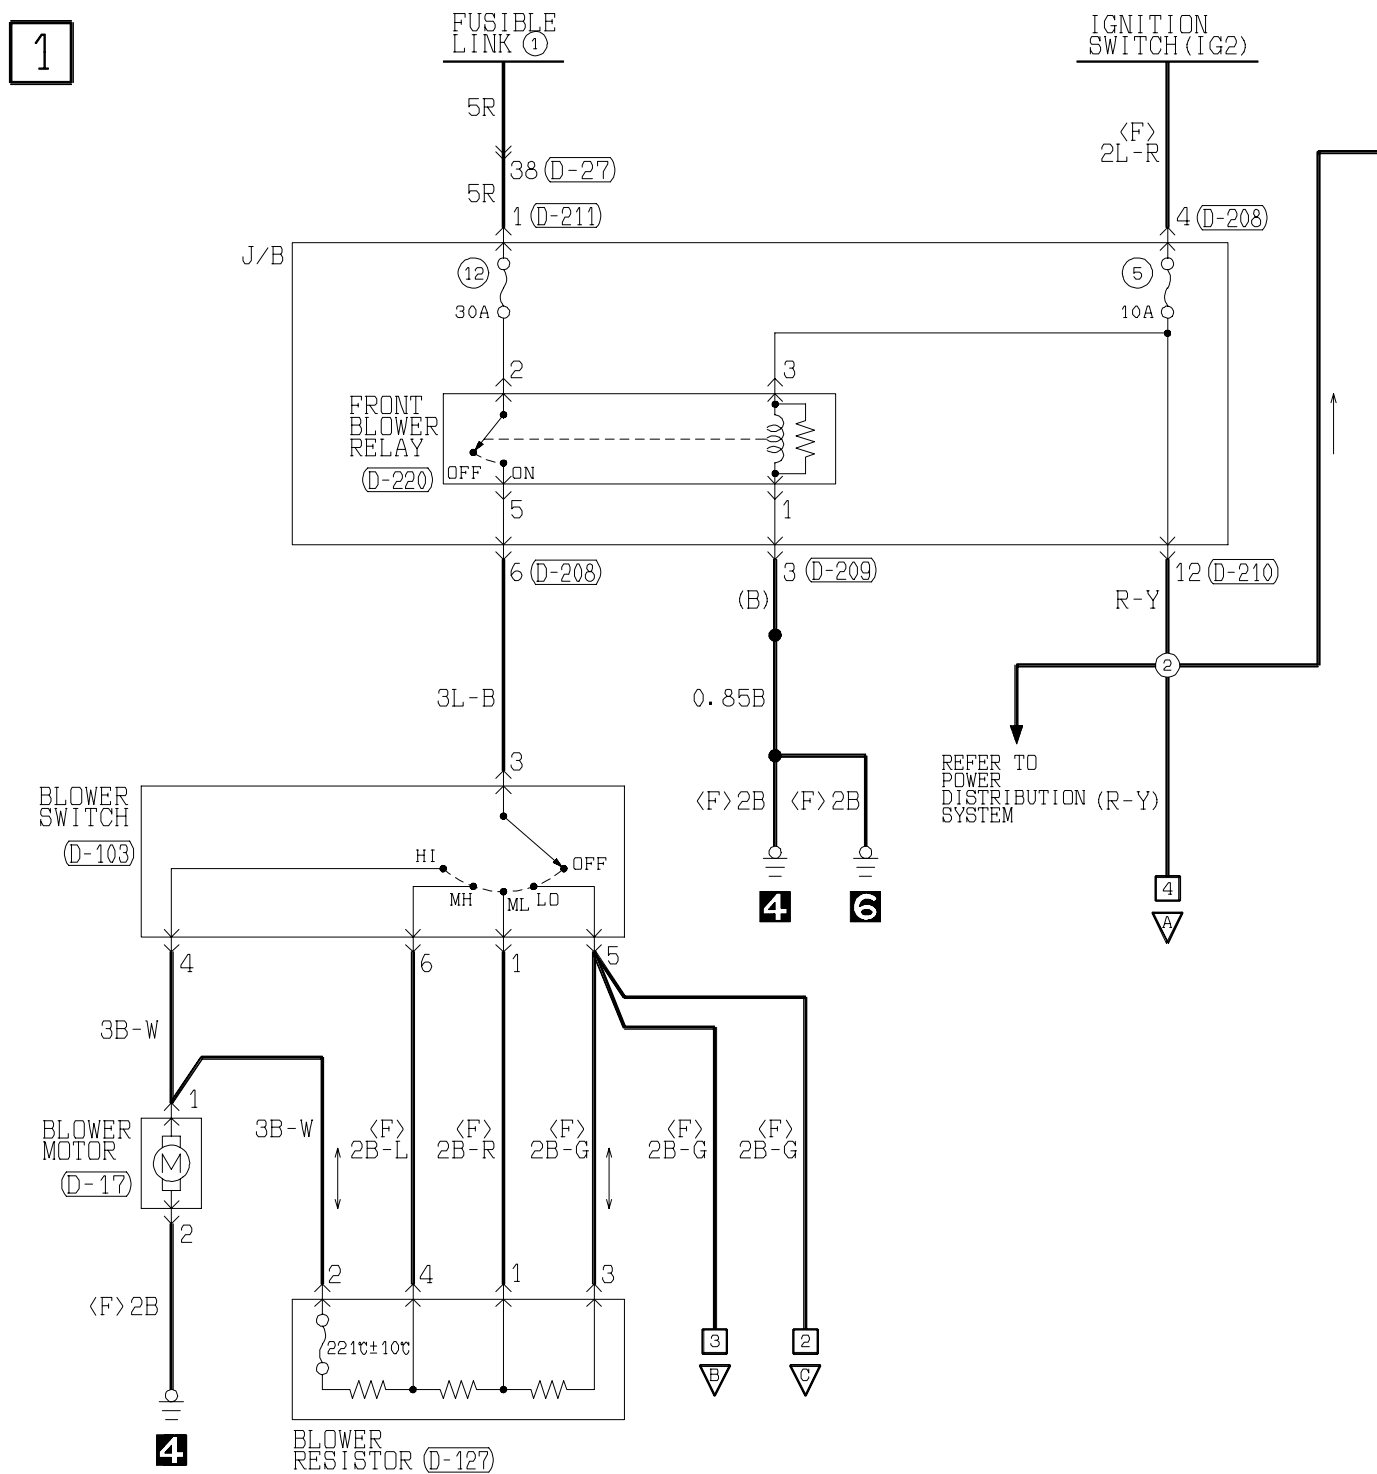 1
FUSIBLE
LINK ①
IGNITION
SWITCH(IG2)
5R
<F>
2L-R
38 (D-27)
5R
1 (D-211)
4 (D-208)
J/B
12
30A
5
10A
2
3
FRONT
BLOWER
RELAY
(D-220)
OFF
ON
5
1
6 (D-208)
3 (D-209)
12 (D-210)
(B)
R-Y
2
3L-B
0.85B
3
REFER TO
POWER
DISTRIBUTION
SYSTEM
(R-Y)
BLOWER
SWITCH
(D-103)
<F>2B
<F>2B
HI
OFF
MH
ML
LO
4
6
4
A
4
6
1
5
3B-W
1
BLOWER
MOTOR
(D-17)
3B-W
<F>
2B-L
<F>
2B-R
<F>
2B-G
<F>
2B-G
<F>
2B-G
M
2
2
4
1
3
<F>2B
221℃±10℃
3
2
B
C
4
BLOWER
RESISTOR (D-127)